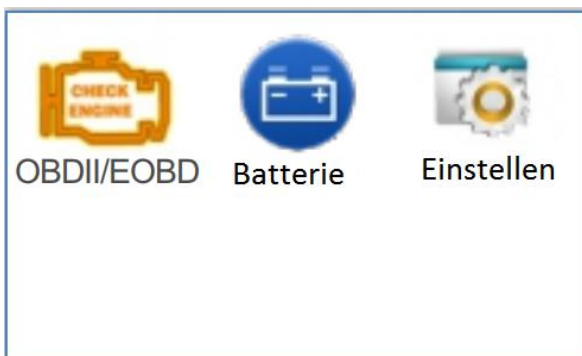 CHECK
ENGINE
OBDII/EOBD
Batterie
Einstellen